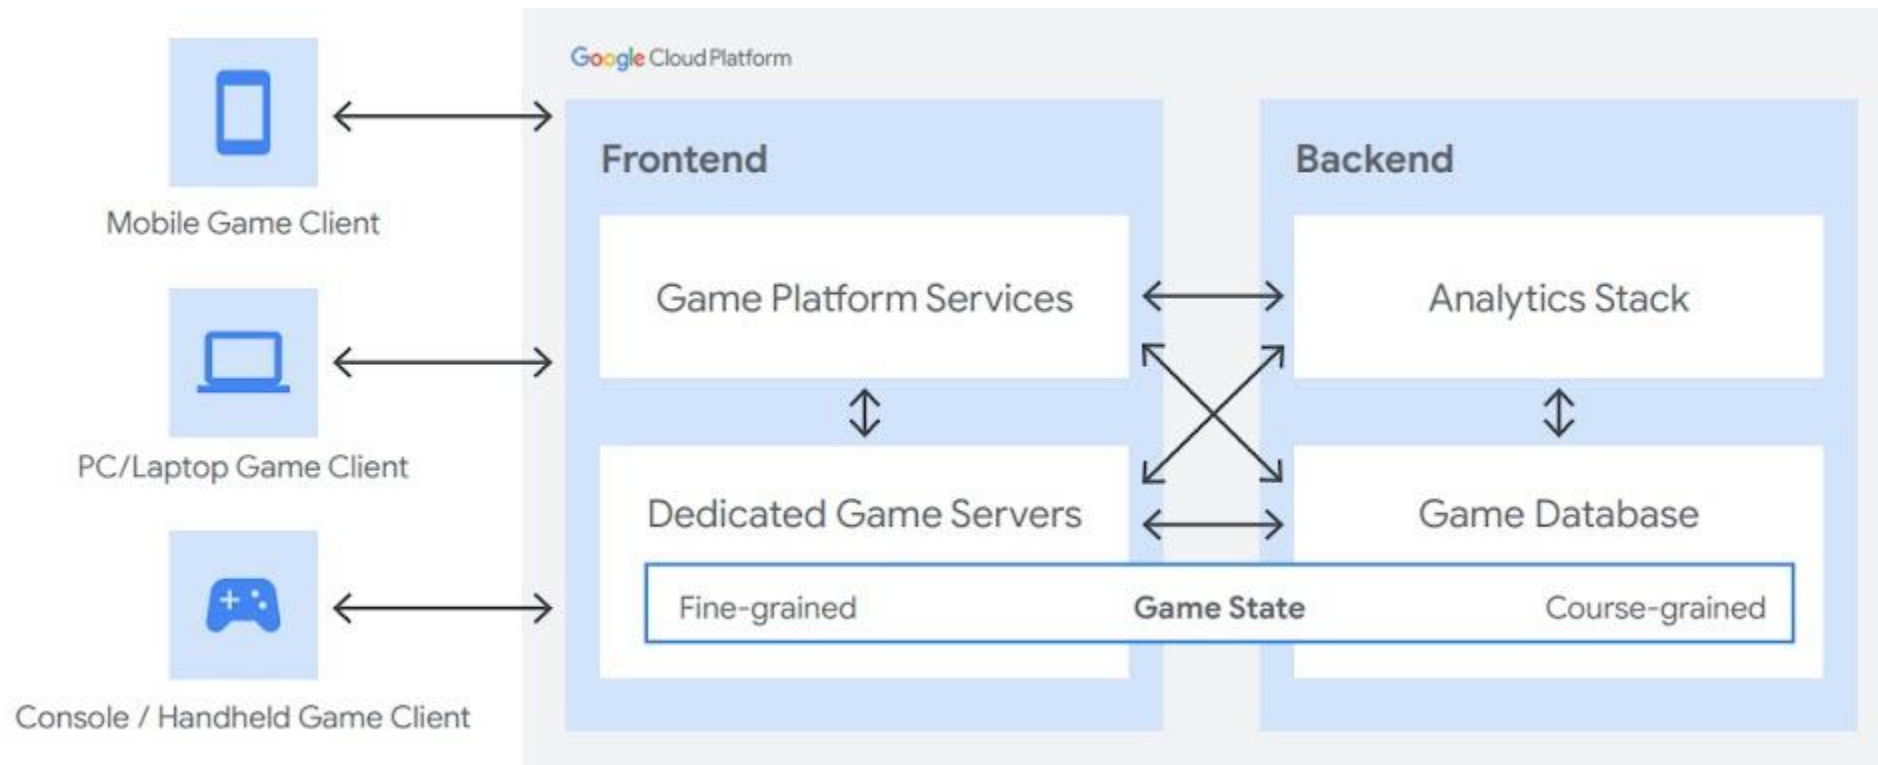 Google Cloud Platform
Mobile Game Client
PC/Laptop Game Client
Console / Handheld Game Client
Frontend
Game Platform Services
Dedicated Game Servers
Backend
Analytics Stack
Game Database
Fine-grained
Game State
Course-grained